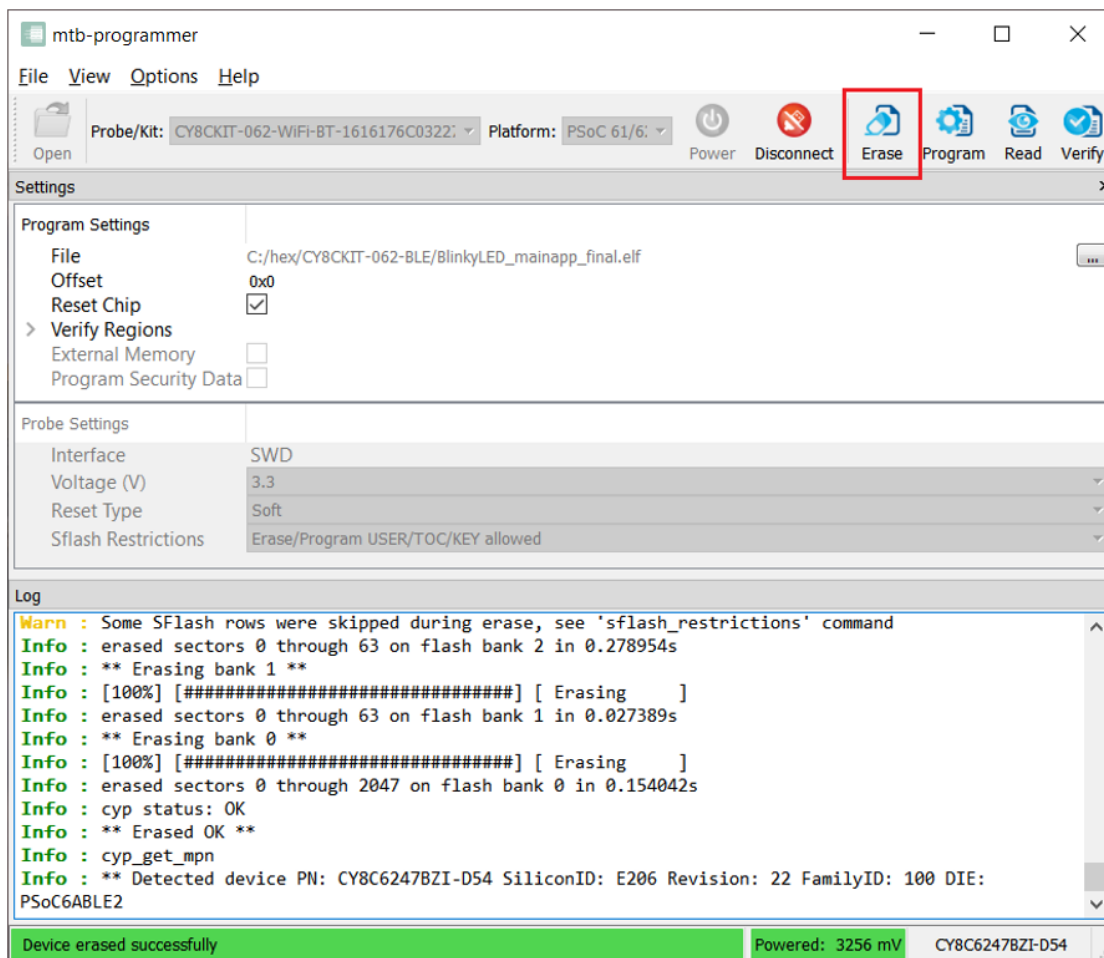 mtb-programmer
File View Options Help
Open Probe/Kit: CY8CKIT-062-WiFi-BT-1616176C0322: Platform: PSoC 61/6: Power Disconnect Erase Program Read Verify
Settings
Program Settings
File C:/hex/CY8CKIT-062-BLE/BlinkyLED_mainapp_final.elf ...
Offset 0x0
Reset Chip
Verify Regions
External Memory
Program Security Data
Probe Settings
Interface SWD
Voltage (V) 3.3
Reset Type Soft
Sflash Restrictions Erase/Program USER/TOC/KEY allowed
Log
Warn : Some SFlash rows were skipped during erase, see 'sflash_restrictions' command
Info : erased sectors 0 through 63 on flash bank 2 in 0.278954s
Info : ** Erasing bank 1 **
Info : [100%] [################################] [ Erasing     ]
Info : erased sectors 0 through 63 on flash bank 1 in 0.027389s
Info : ** Erasing bank 0 **
Info : [100%] [################################] [ Erasing     ]
Info : erased sectors 0 through 2047 on flash bank 0 in 0.154042s
Info : cyp status: OK
Info : ** Erased OK **
Info : cyp_get_mpn
Info : ** Detected device PN: CY8C6247BZI-D54 SiliconID: E206 Revision: 22 FamilyID: 100 DIE:
PSoC6ABLE2
Device erased successfully Powered: 3256 mV CY8C6247BZI-D54